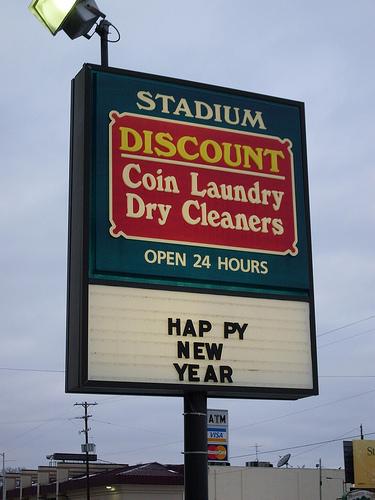 STADIUM
DISCOUNT
Coin Laundry
Dry Cleaners
OPEN 24 HOURS
HAP PY
NEW
YEAR
ATM
VISA